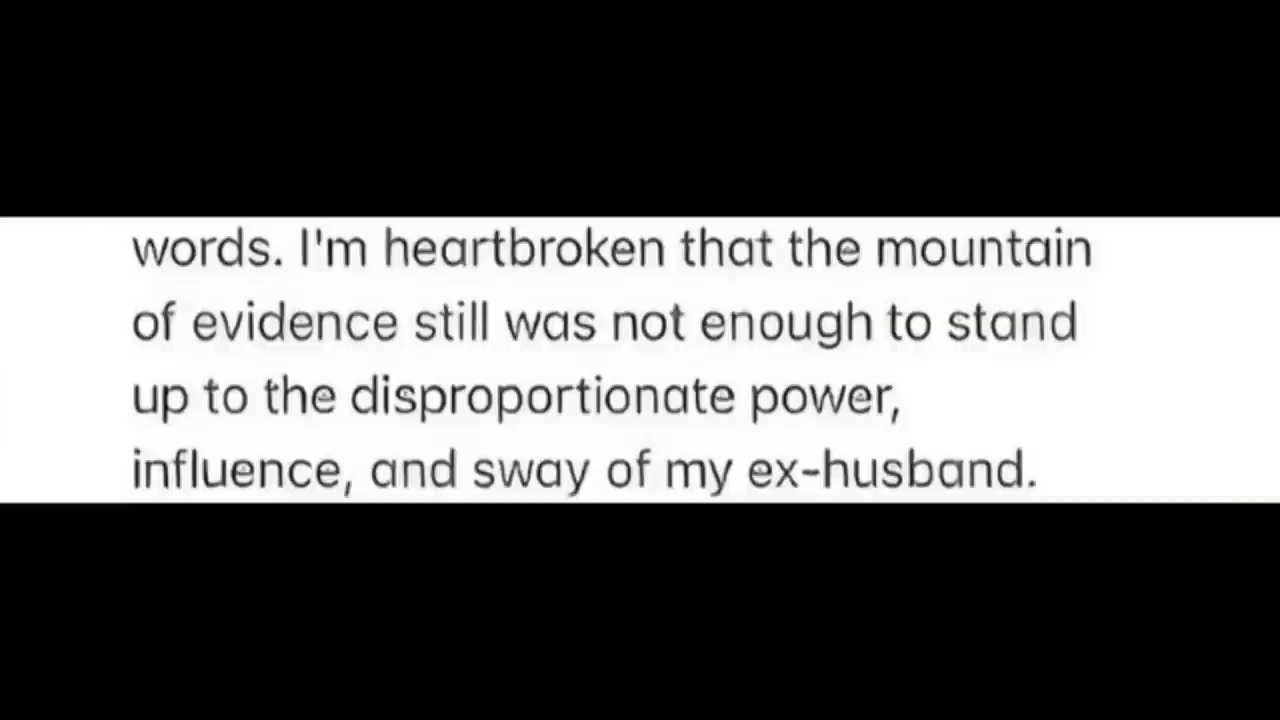 words. I'm heartbroken that the mountain
of evidence still was not enough to stand
up to the disproportionate power,
influence, and sway of my ex-husband.